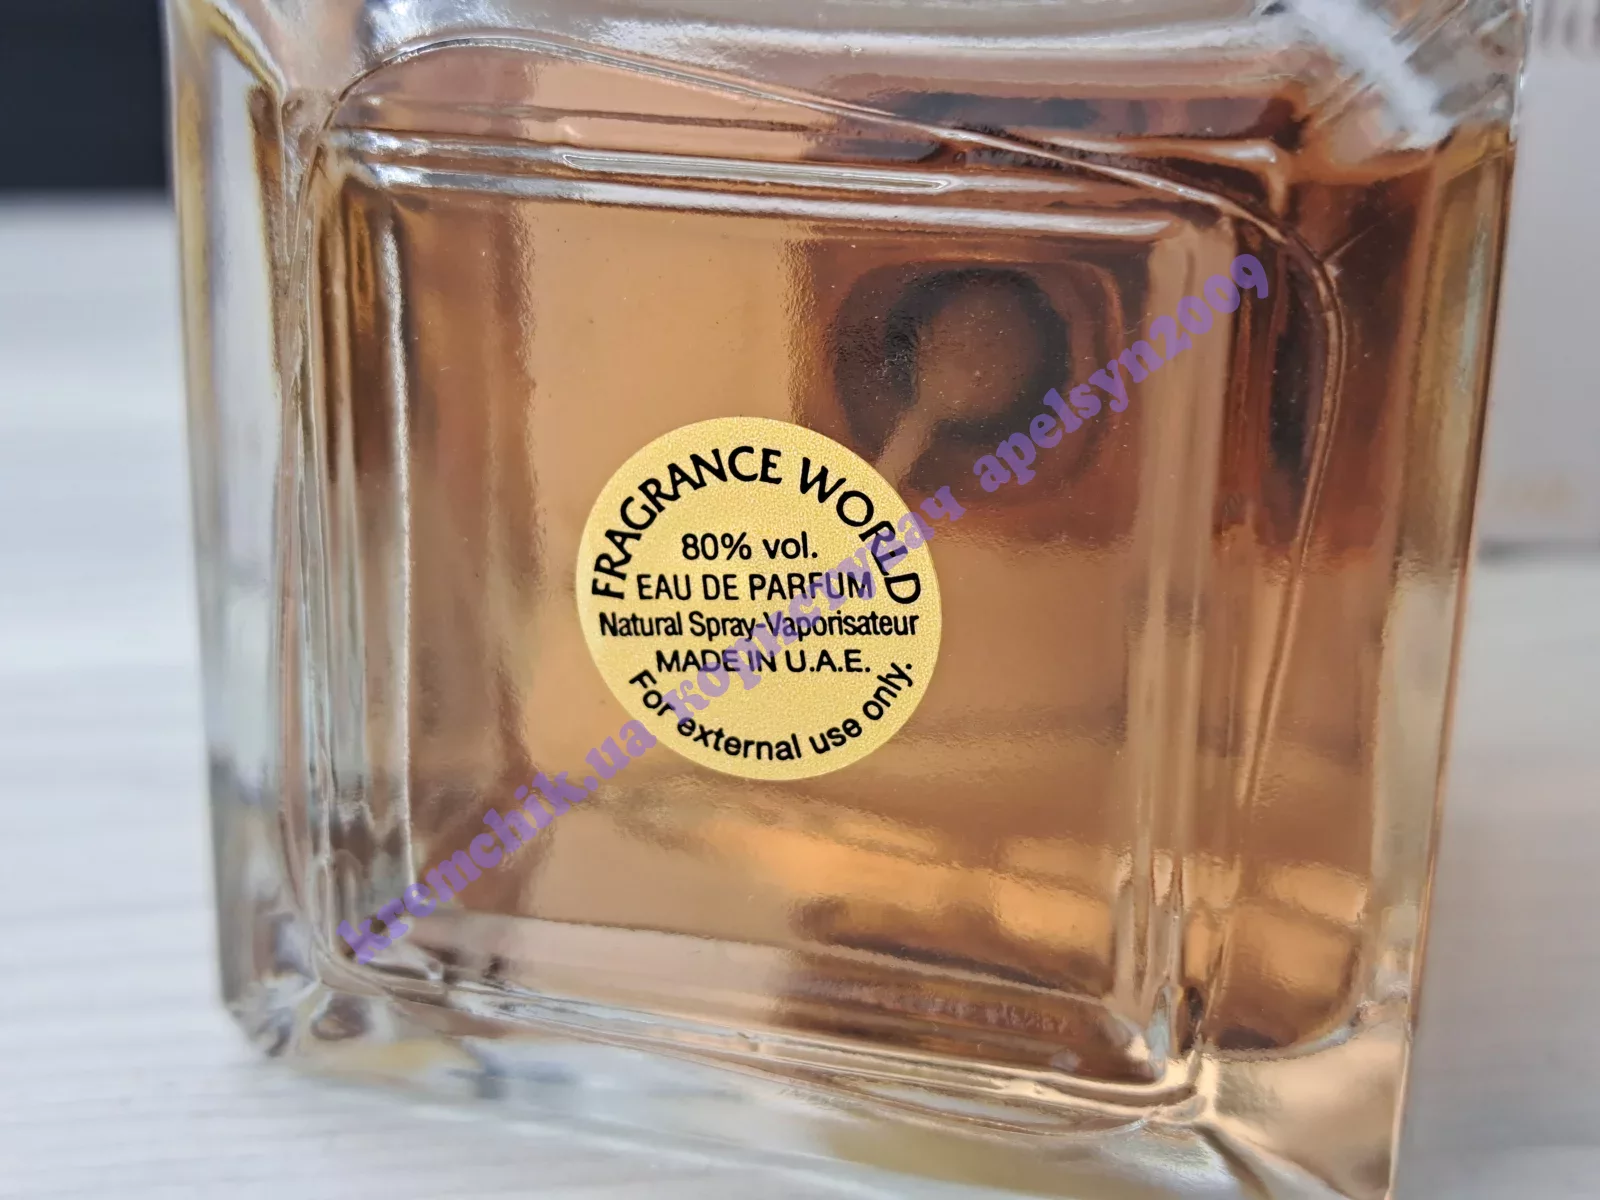 FRAGRANCE WORLD
80% vol.
EAU DE PARFUM
Natural Spray-Vaporisateur
MADE IN U.A.E.
For external use only.
kremchik.ua користувач apelsyn2009